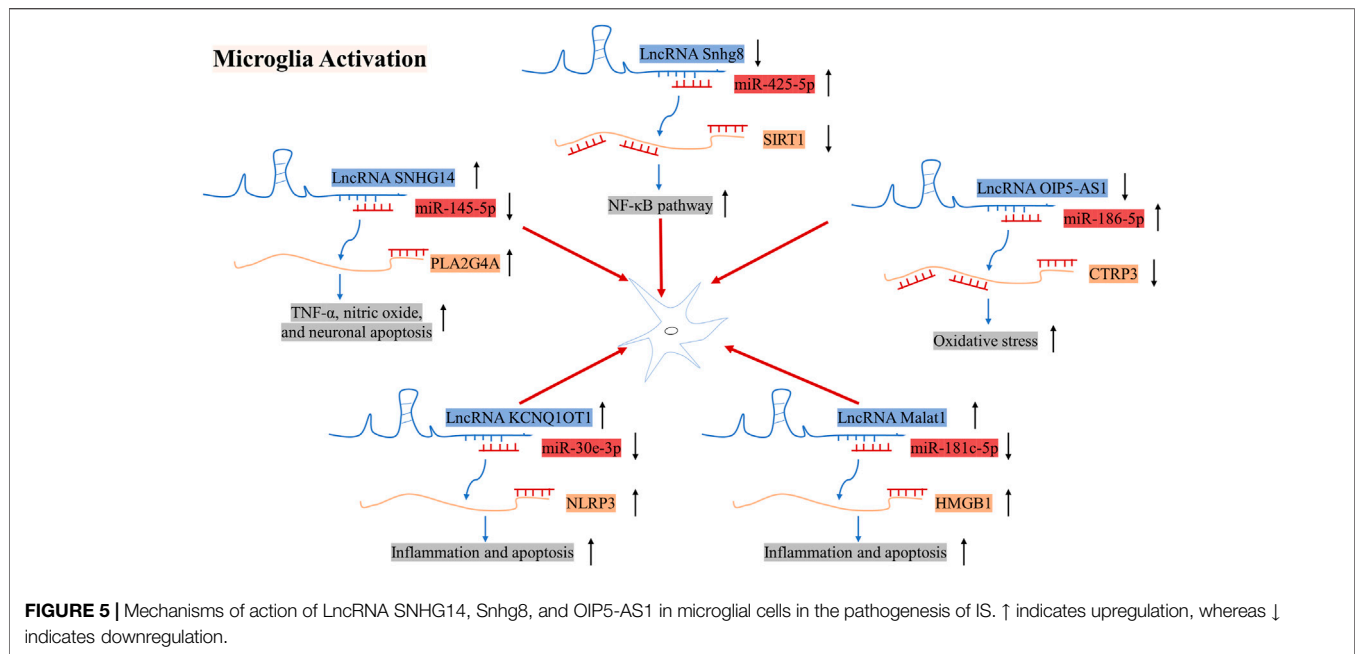 Microglia Activation
LncRNA Snhg8 ↓
miR-425-5p ↑
SIRT1 ↓
NF-κB pathway ↑
LncRNA SNHG14 ↑
miR-145-5p ↓
PLA2G4A ↑
TNF-α, nitric oxide,
and neuronal apoptosis ↑
LncRNA OIP5-AS1 ↓
miR-186-5p ↑
CTRP3 ↓
Oxidative stress ↑
LncRNA KCNQ1OT1 ↑
miR-30e-3p ↓
NLRP3 ↑
Inflammation and apoptosis ↑
LncRNA Malat1 ↑
miR-181c-5p ↓
HMGB1 ↑
Inflammation and apoptosis ↑
FIGURE 5 | Mechanisms of action of LncRNA SNHG14, Snhg8, and OIP5-AS1 in microglial cells in the pathogenesis of IS. ↑ indicates upregulation, whereas ↓
indicates downregulation.